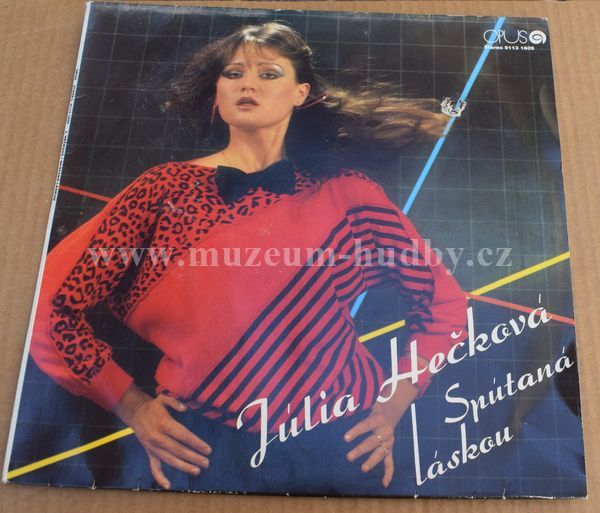 OPUS
Stereo 9113 1609
www.muzeum-hudby.cz
Júlia Hečková
Spútaná
láskou